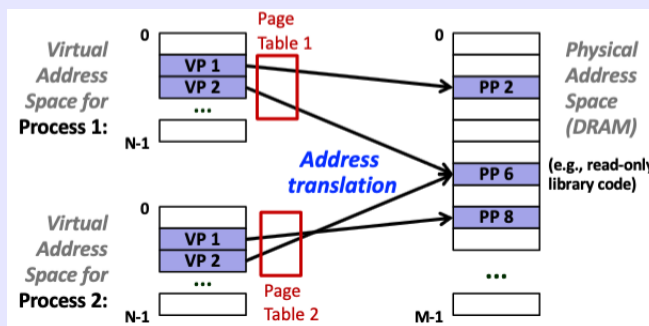 Virtual
Address
Space for
Process 1:
0
VP 1
VP 2
...
N-1
Page
Table 1
Address
translation
0
PP 2
PP 6
PP 8
...
M-1
Physical
Address
Space
(DRAM)
(e.g., read-only
library code)
Virtual
Address
Space for
Process 2:
0
VP 1
VP 2
...
N-1
Page
Table 2